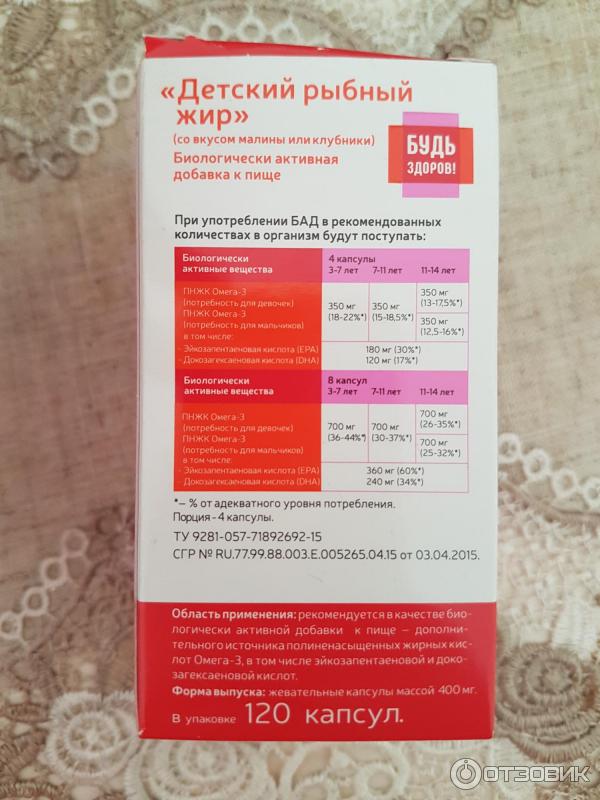 «Детский рыбный
жир»
(со вкусом малины или клубники)
Биологически активная
добавка к пище
БУДЬ
ЗДОРОВ!
При употреблении БАД в рекомендованных
количествах в организм будут поступать:
Биологически
активные вещества
4 капсулы
3-7 лет 7-11 лет 11-14 лет
ПНЖК Омега-3
(потребность для девочек)
ПНЖК Омега-3
(потребность для мальчиков)
в том числе:
- Эйкозапентаеновая кислота (EPA)
- Докозагексаеновая кислота (DHA)
350 мг
(18-22%*)
350 мг
(15-18,5%*)
350 мг
(13-17,5%*)
350 мг
(12,5-16%*)
180 мг (30%*)
120 мг (17%*)
Биологически
активные вещества
8 капсул
3-7 лет 7-11 лет 11-14 лет
ПНЖК Омега-3
(потребность для девочек)
ПНЖК Омега-3
(потребность для мальчиков)
в том числе:
- Эйкозапентаеновая кислота (EPA)
- Докозагексаеновая кислота (DHA)
700 мг
(36-44%*)
700 мг
(30-37%*)
700 мг
(26-35%*)
700 мг
(25-32%*)
360 мг (60%*)
240 мг (34%*)
*– % от адекватного уровня потребления.
Порция - 4 капсулы.
ТУ 9281-057-71892692-15
СГР № RU.77.99.88.003.Е.005265.04.15 от 03.04.2015.
Область применения: рекомендуется в качестве био-
логически активной добавки к пище – дополни-
тельного источника полиненасыщенных жирных кис-
лот Омега-3, в том числе эйкозапентаеновой и доко-
загексаеновой кислот.
Форма выпуска: жевательные капсулы массой 400 мг.
В упаковке 120 капсул.
ОТЗОВИК